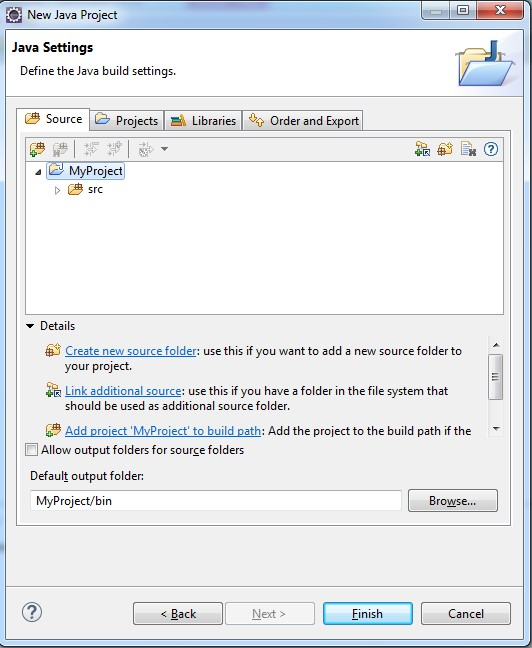 New Java Project
Java Settings
Define the Java build settings.
Source Projects Libraries Order and Export
MyProject
src
Details
Create new source folder: use this if you want to add a new source folder to
your project.
Link additional source: use this if you have a folder in the file system that
should be used as additional source folder.
Add project 'MyProject' to build path: Add the project to the build path if the
Allow output folders for source folders
Default output folder:
MyProject/bin
Browse...
< Back Next > Finish Cancel